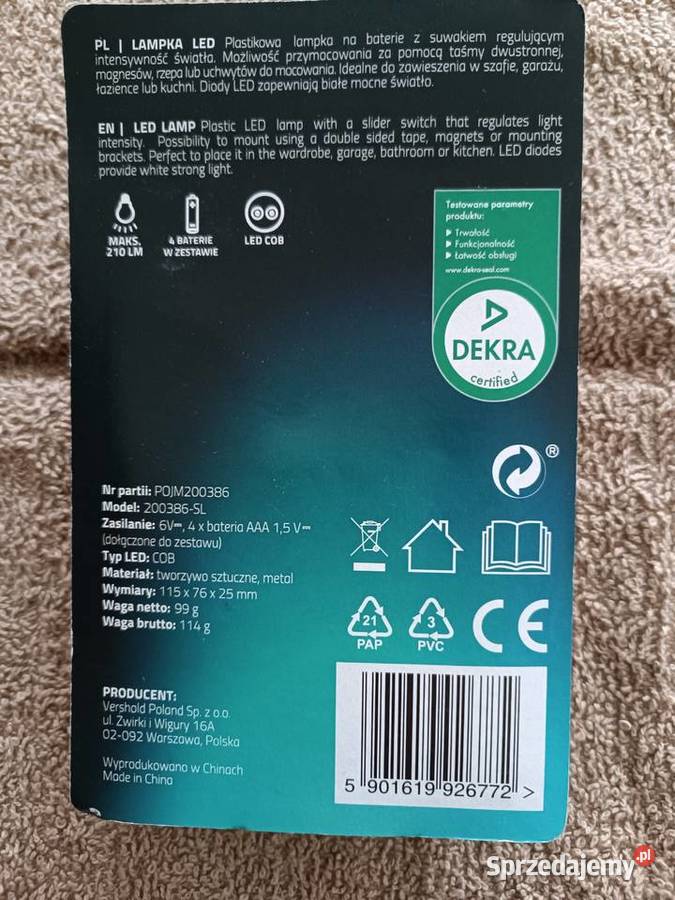 PL | LAMPKA LED Plastikowa lampka na baterie z suwakiem regulującym
intensywność światła. Możliwość przymacowania za pomocą taśmy dwustronnej,
magnesów, rzepa lub uchwytów do mocowania. Idealne do zawieszenia w szafie, garażu,
łazience lub kuchni. Diody LED zapewniają białe mocne światło.
EN | LED LAMP Plastic LED lamp with a slider switch that regulates light
intensity. Possibility to mount using a double sided tape, magnets or mounting
brackets. Perfect to place it in the wardrobe, garage, bathroom or kitchen. LED diodes
provide white strong light.
MAKS.
210 LM
4 BATERIE
W ZESTAWIE
LED COB
Testowane parametry
produktu:
Trwałość
Funkcjonalność
Łatwość obsługi
www.dekra-seal.com
DEKRA
certified
®
Nr partii: POJM200386
Model: 200386-SL
Zasilanie: 6V⎓, 4 x bateria AAA 1,5 V⎓
(dołączone do zestawu)
Typ LED: COB
Materiał: tworzywo sztuczne, metal
Wymiary: 115 x 76 x 25 mm
Waga netto: 99 g
Waga brutto: 114 g
21
PAP
3
PVC
CE
PRODUCENT:
Vershold Poland Sp. z o.o.
ul. Żwirki i Wigury 16A
02-092 Warszawa, Polska
Wyprodukowano w Chinach
Made in China
5 901619 926772 >
Sprzedajemy.pl